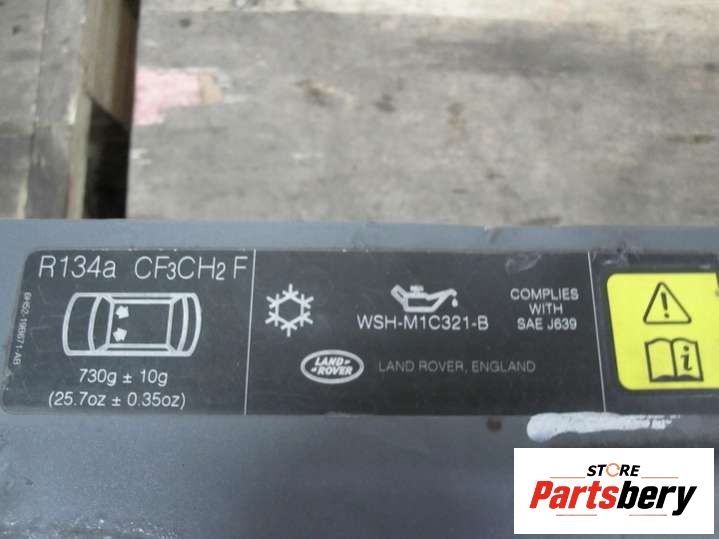 R134a CF3CH2F
730g ± 10g
(25.7oz ± 0.35oz)
WSH-M1C321-B
COMPLIES
WITH
SAE J639
LAND
ROVER
LAND ROVER, ENGLAND
STORE
Partsbery